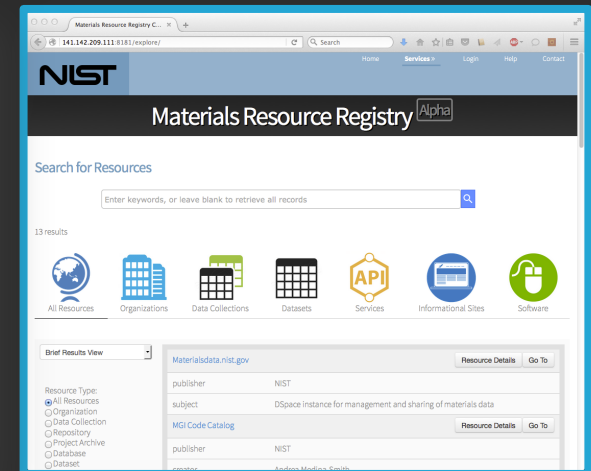 Materials Resource Registry C...
141.142.209.111:8181/explore/
Search
Home Services > Login Help Contact
NIST
Materials Resource Registry Alpha
Search for Resources
Enter keywords, or leave blank to retrieve all records
13 results
API
All Resources Organizations Data Collections Datasets Services Informational Sites Software
Brief Results View
Materialsdata.nist.gov Resource Details Go To
publisher NIST
Resource Type:
All Resources
subject DSpace instance for management and sharing of materials data
Organization
Data Collection
MGI Code Catalog Resource Details Go To
Repository
Project Archive
publisher NIST
Database
Dataset
creator Andrea Medina-Smith